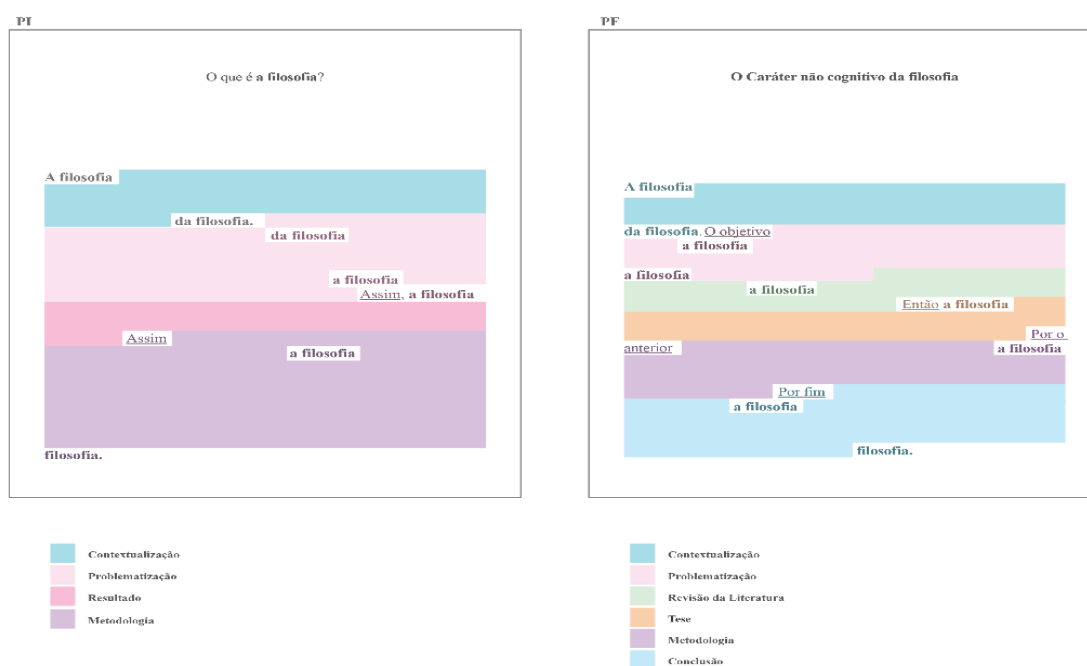 PI
O que é a filosofia?
A filosofia
da filosofia.
da filosofia
a filosofia
Assim, a filosofia
Assim
a filosofia
filosofia.
Contextualização
Problematização
Resultado
Metodologia
PF
O Caráter não cognitivo da filosofia
A filosofia
da filosofia. O objetivo
a filosofia
a filosofia
a filosofia
Então a filosofia
Por o
anterior a filosofia
Por fim
a filosofia
filosofia.
Contextualização
Problematização
Revisão da Literatura
Tese
Metodologia
Conclusão